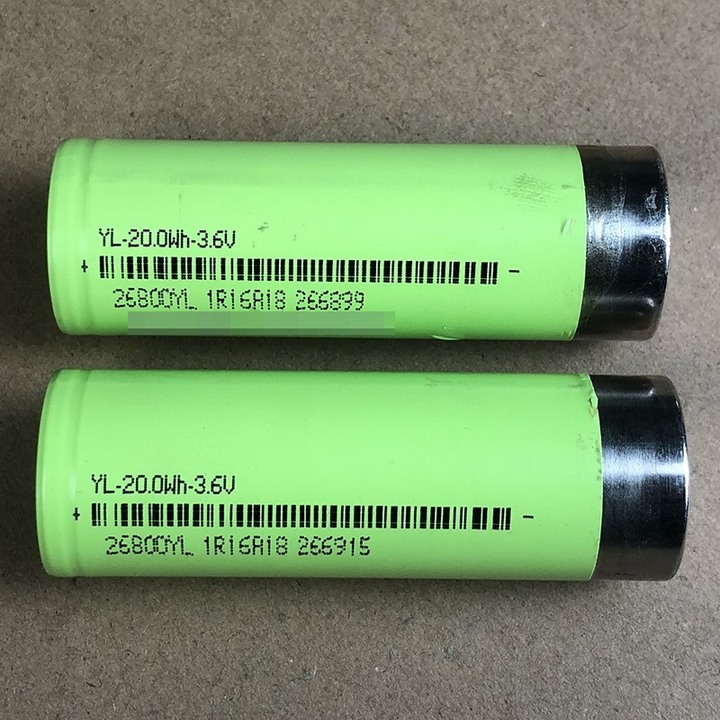 YL-20.0Wh-3.6V
+ -
26800YL 1R16A18 266899
YL-20.0Wh-3.6V
+ -
26800YL 1R16A18 266915